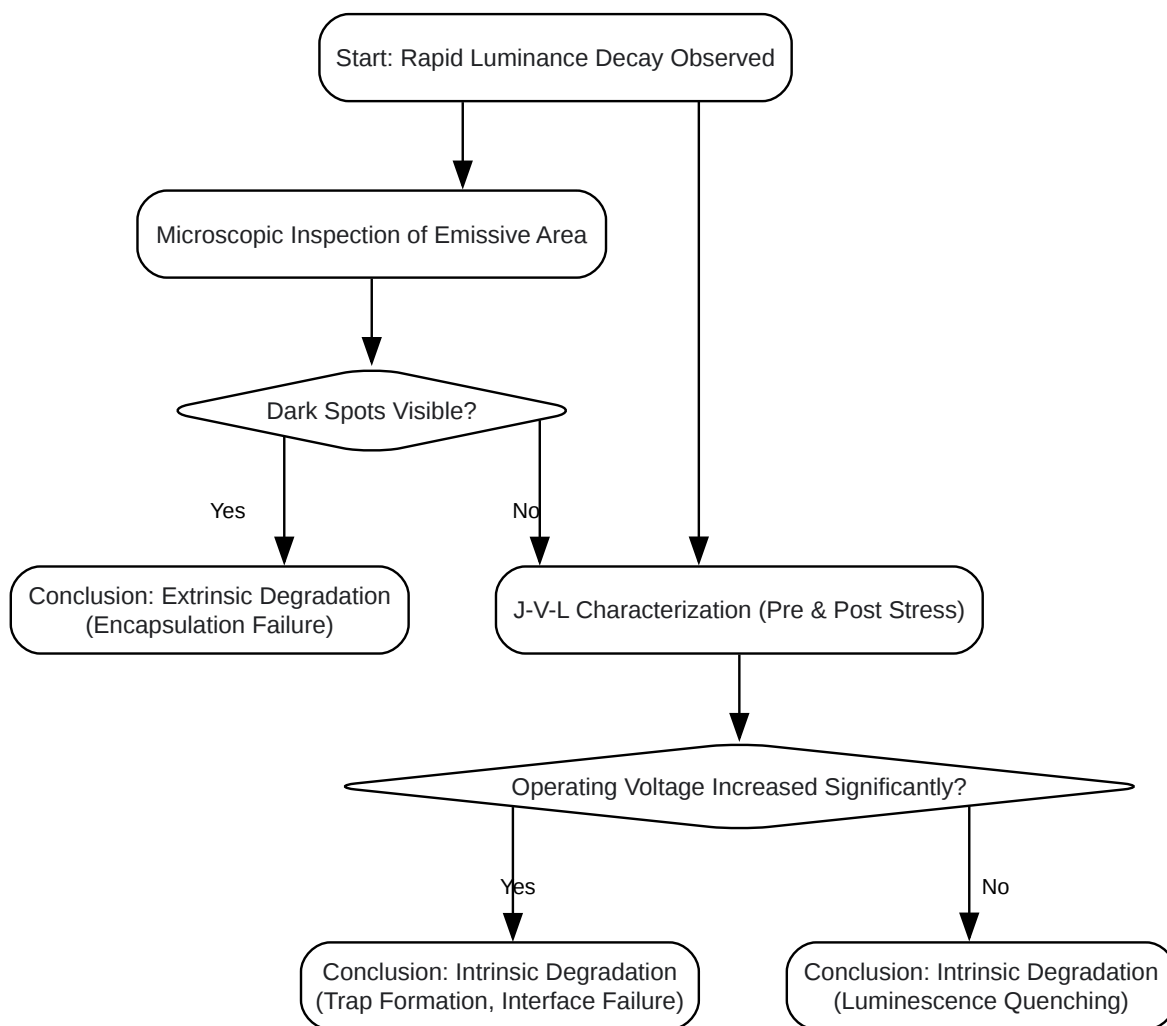 Start: Rapid Luminance Decay Observed
Microscopic Inspection of Emissive Area
Dark Spots Visible?
Yes
No
Conclusion: Extrinsic Degradation
(Encapsulation Failure)
J-V-L Characterization (Pre & Post Stress)
Operating Voltage Increased Significantly?
Yes
No
Conclusion: Intrinsic Degradation
(Trap Formation, Interface Failure)
Conclusion: Intrinsic Degradation
(Luminescence Quenching)